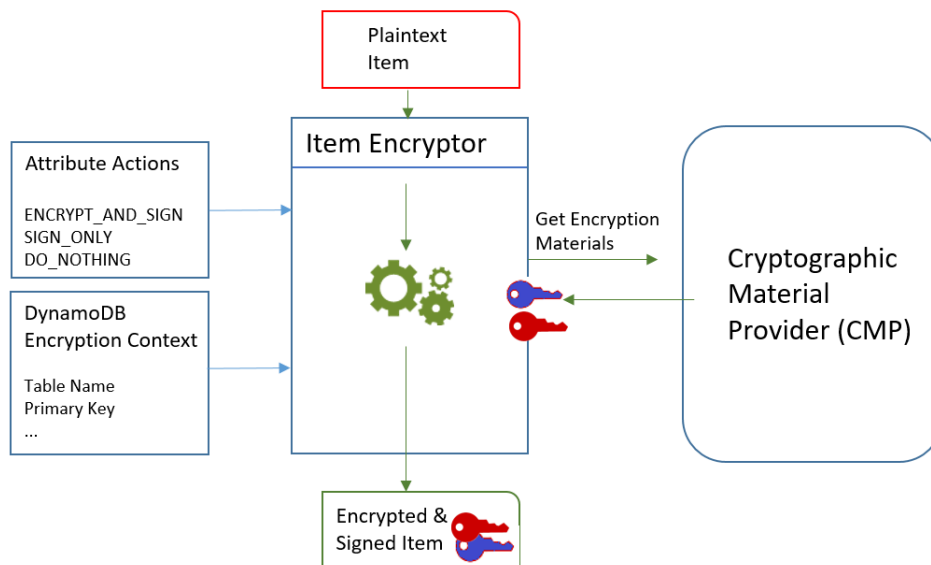 Plaintext
Item
Item Encryptor
Attribute Actions
ENCRYPT_AND_SIGN
SIGN_ONLY
DO_NOTHING
DynamoDB
Encryption Context
Table Name
Primary Key
...
Get Encryption
Materials
Cryptographic
Material
Provider (CMP)
Encrypted &
Signed Item